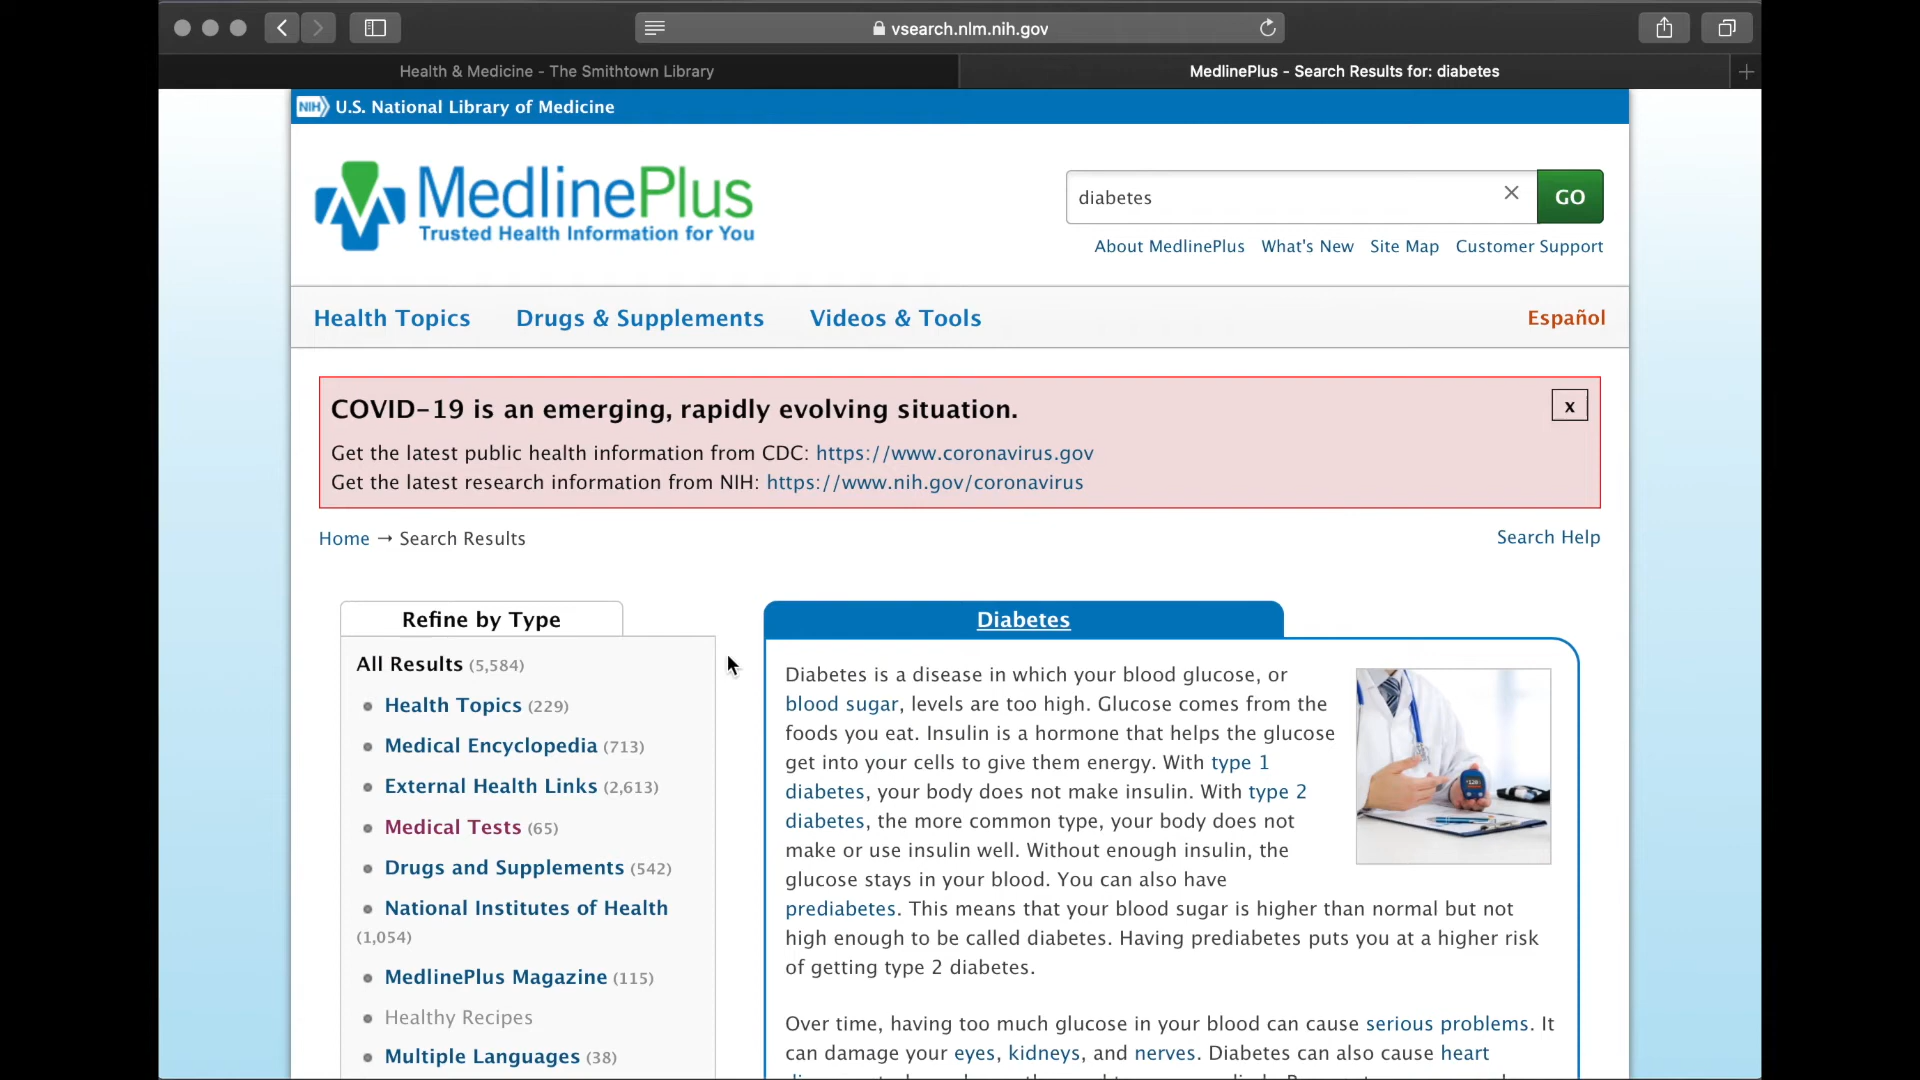 vsearch.nlm.nih.gov
Health & Medicine - The Smithtown Library
MedlinePlus - Search Results for: diabetes
NIH U.S. National Library of Medicine
MedlinePlus
Trusted Health Information for You
diabetes
GO
About MedlinePlus What's New Site Map Customer Support
Health Topics Drugs & Supplements Videos & Tools Español
COVID-19 is an emerging, rapidly evolving situation.
x
Get the latest public health information from CDC: https://www.coronavirus.gov
Get the latest research information from NIH: https://www.nih.gov/coronavirus
Home → Search Results
Search Help
Refine by Type
All Results (5,584)
Health Topics (229)
Medical Encyclopedia (713)
External Health Links (2,613)
Medical Tests (65)
Drugs and Supplements (542)
National Institutes of Health
(1,054)
MedlinePlus Magazine (115)
Healthy Recipes
Multiple Languages (38)
Diabetes
Diabetes is a disease in which your blood glucose, or
blood sugar, levels are too high. Glucose comes from the
foods you eat. Insulin is a hormone that helps the glucose
get into your cells to give them energy. With type 1
diabetes, your body does not make insulin. With type 2
diabetes, the more common type, your body does not
make or use insulin well. Without enough insulin, the
glucose stays in your blood. You can also have
prediabetes. This means that your blood sugar is higher than normal but not
high enough to be called diabetes. Having prediabetes puts you at a higher risk
of getting type 2 diabetes.
Over time, having too much glucose in your blood can cause serious problems. It
can damage your eyes, kidneys, and nerves. Diabetes can also cause heart